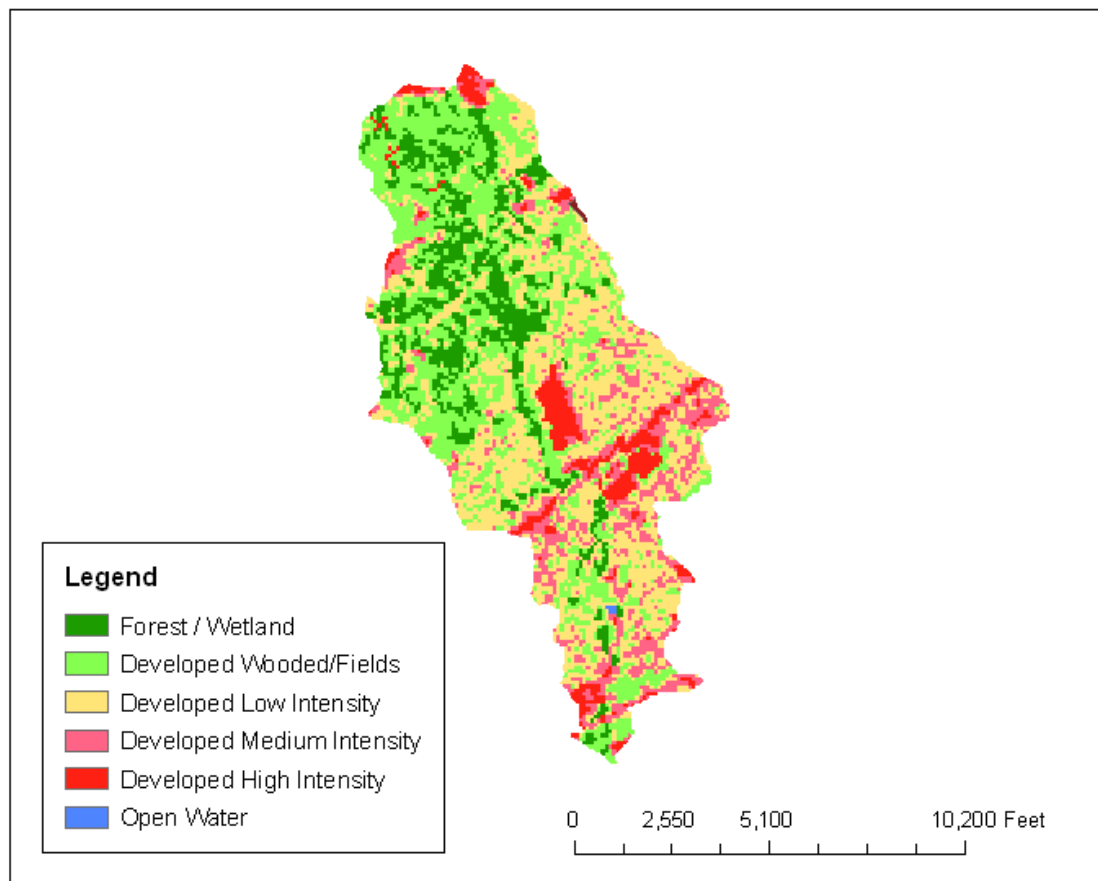 Legend
Forest / Wetland
Developed Wooded/Fields
Developed Low Intensity
Developed Medium Intensity
Developed High Intensity
Open Water
0 2,550 5,100 10,200 Feet